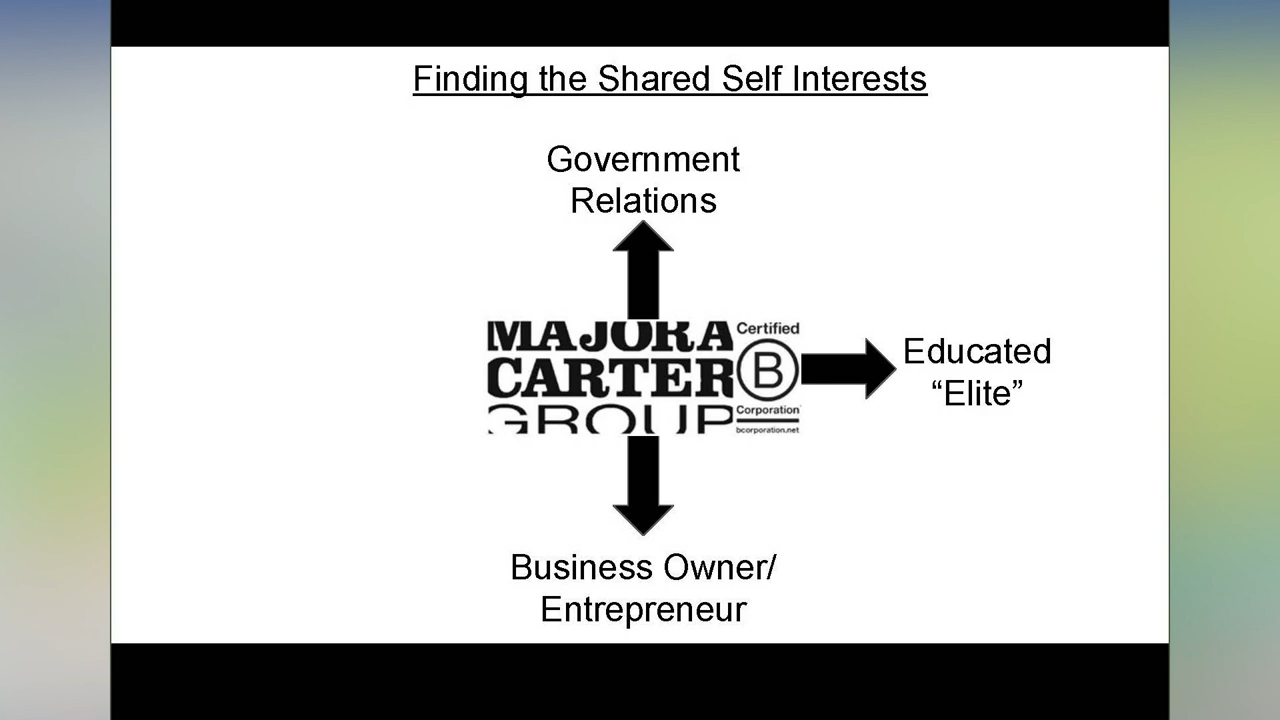 Finding the Shared Self Interests
Government
Relations
MAJORA
CARTER
GROUP
Certified
B
Corporation
bcorporation.net
Educated
“Elite”
Business Owner/
Entrepreneur